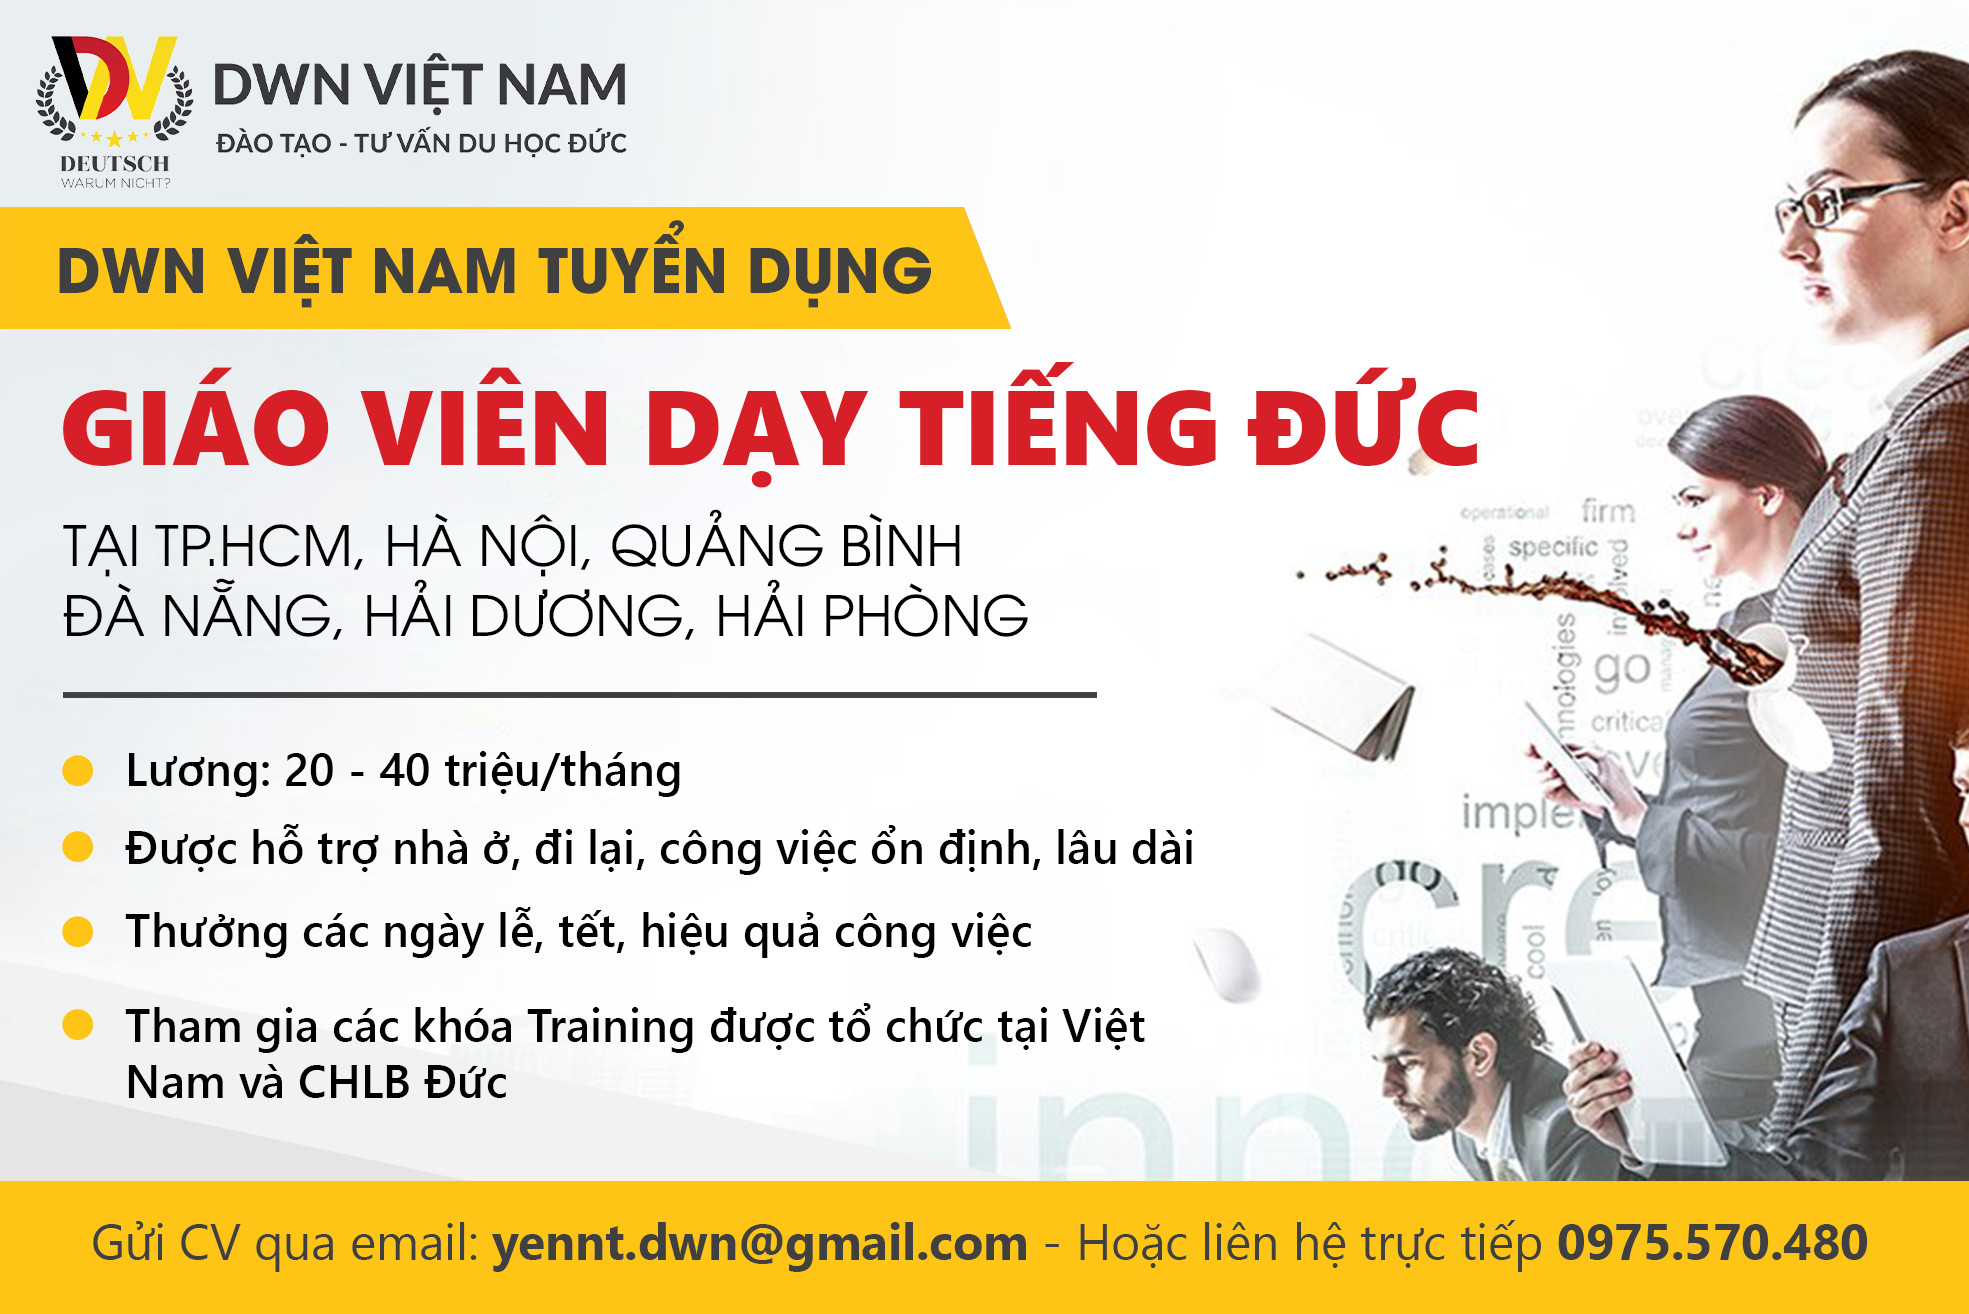 DWN VIỆT NAM
ĐÀO TẠO - TƯ VẤN DU HỌC ĐỨC
DEUTSCH
WARUM NICHT?
DWN VIỆT NAM TUYỂN DỤNG
GIÁO VIÊN DẠY TIẾNG ĐỨC
TẠI TP.HCM, HÀ NỘI, QUẢNG BÌNH
ĐÀ NẴNG, HẢI DƯƠNG, HẢI PHÒNG
Lương: 20 - 40 triệu/tháng
Được hỗ trợ nhà ở, đi lại, công việc ổn định, lâu dài
Thưởng các ngày lễ, tết, hiệu quả công việc
Tham gia các khóa Training được tổ chức tại Việt
Nam và CHLB Đức
operational
firm
cases
specific
involved
go
critical
cool
Gửi CV qua email: yennt.dwn@gmail.com - Hoặc liên hệ trực tiếp 0975.570.480